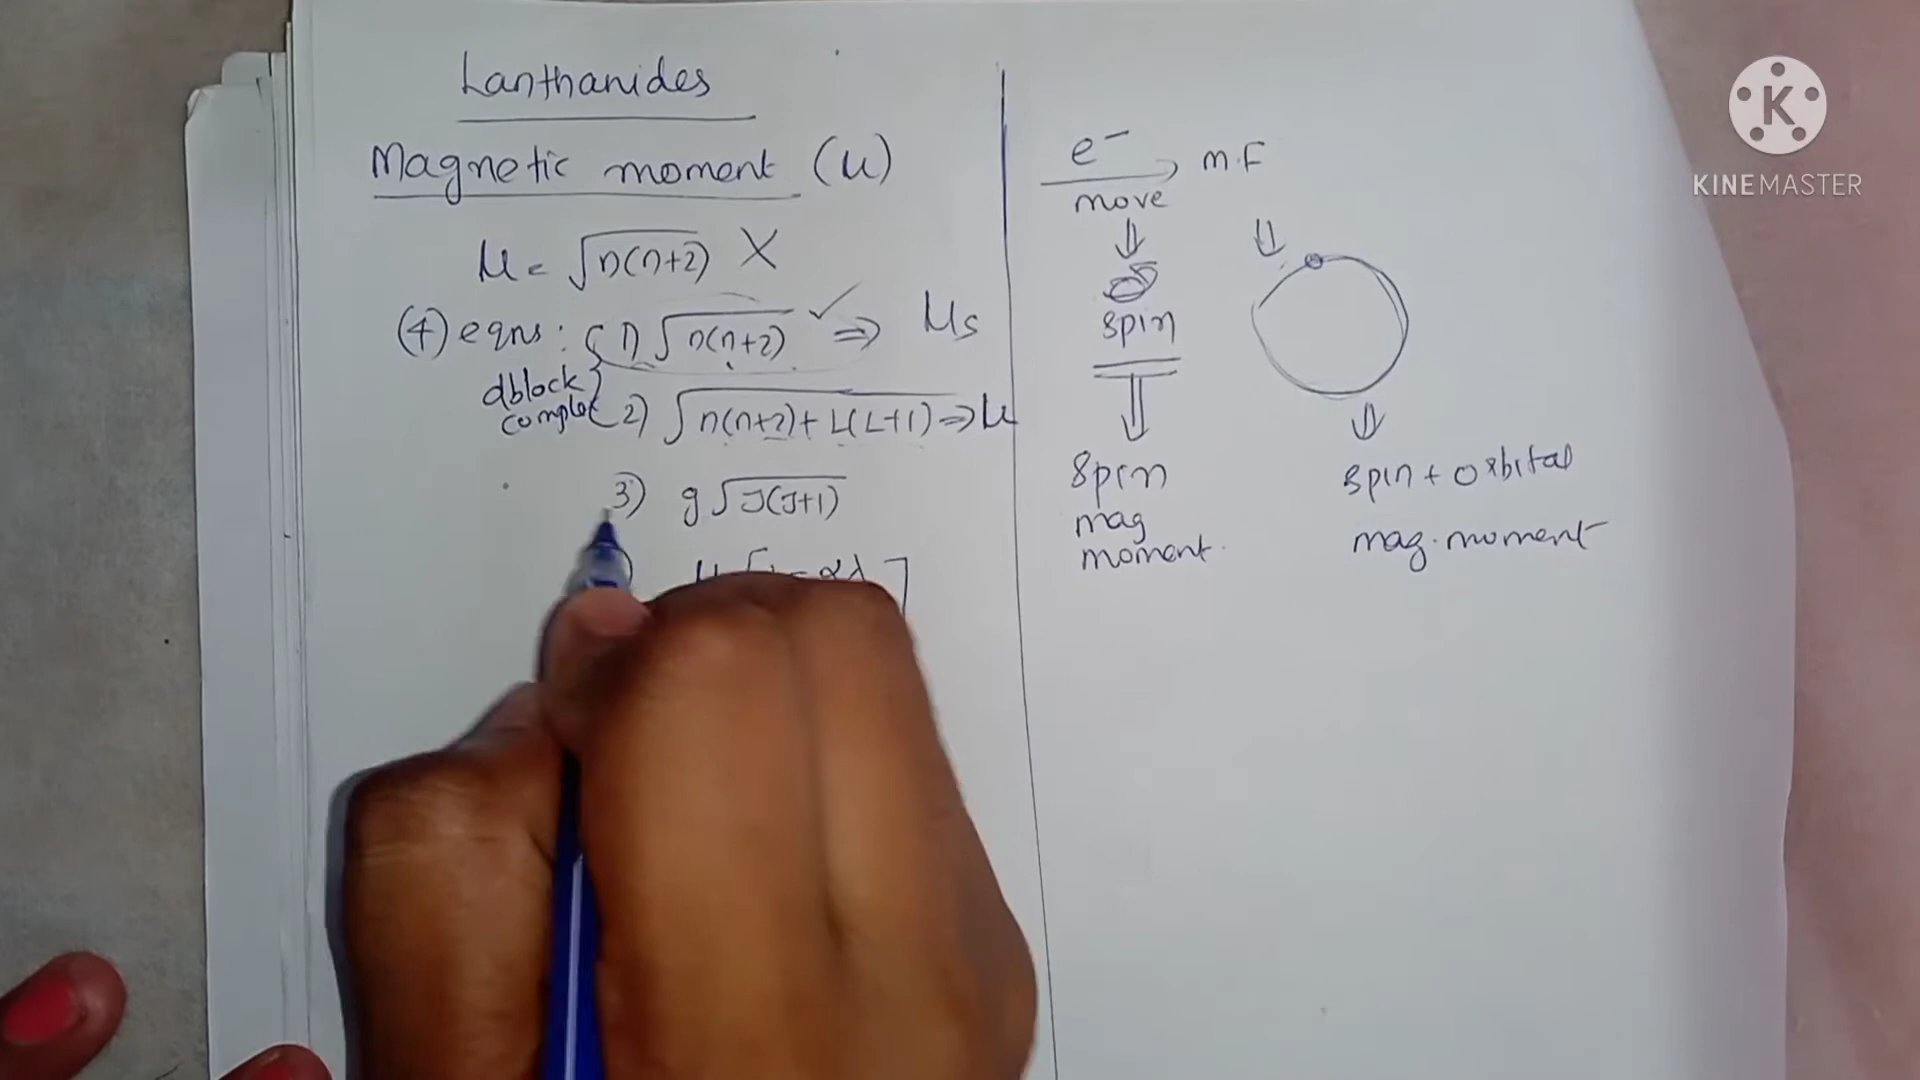 Lanthanides
Magnetic moment (μ)
μ = √n(n+2) X
(4) eqns : 1) √n(n+2) ✓ ⇒ μs
dblock
complex 2) √n(n+2)+L(L+1) ⇒ μ
3) g√J(J+1)
αλ
e⁻ → m.F
move
spin
spin
mag
moment.
spin + orbital
mag. moment
K
KINEMASTER